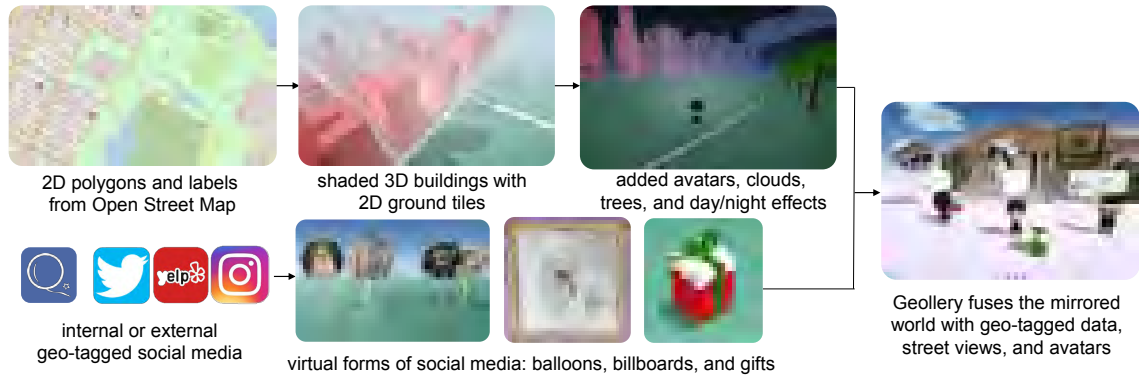 2D polygons and labels
from Open Street Map
shaded 3D buildings with
2D ground tiles
added avatars, clouds,
trees, and day/night effects
yelp
internal or external
geo-tagged social media
virtual forms of social media: balloons, billboards, and gifts
Geollery fuses the mirrored
world with geo-tagged data,
street views, and avatars